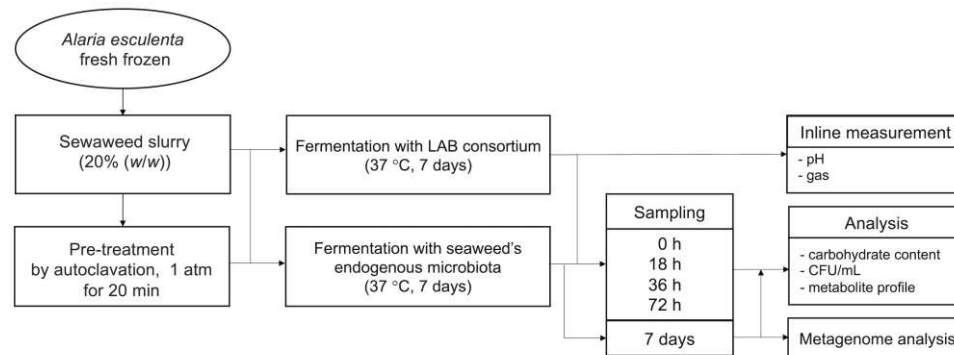 Alaria esculenta
fresh frozen
Sewaweed slurry
(20% (w/w))
Pre-treatment
by autoclavation, 1 atm
for 20 min
Fermentation with LAB consortium
(37 °C, 7 days)
Fermentation with seaweed's
endogenous microbiota
(37 °C, 7 days)
Sampling
0 h
18 h
36 h
72 h
7 days
Inline measurement
- pH
- gas
Analysis
- carbohydrate content
- CFU/mL
- metabolite profile
Metagenome analysis